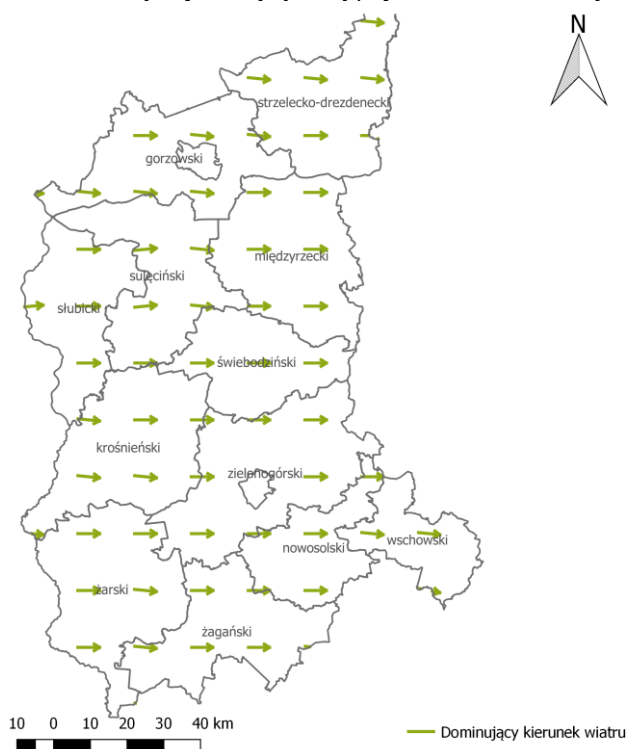 N
strzelecko-drezdenecki
gorzowski
międzyrzecki
sulęciński
słubicki
świebodziński
krośnieński
zielonogórski
nowosolski
wschowski
żarski
żagański
10 0 10 20 30 40 km
Dominujący kierunek wiatru